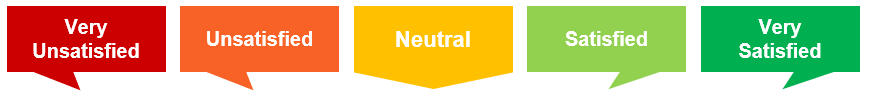 Very
Unsatisfied
Unsatisfied
Neutral
Satisfied
Very
Satisfied